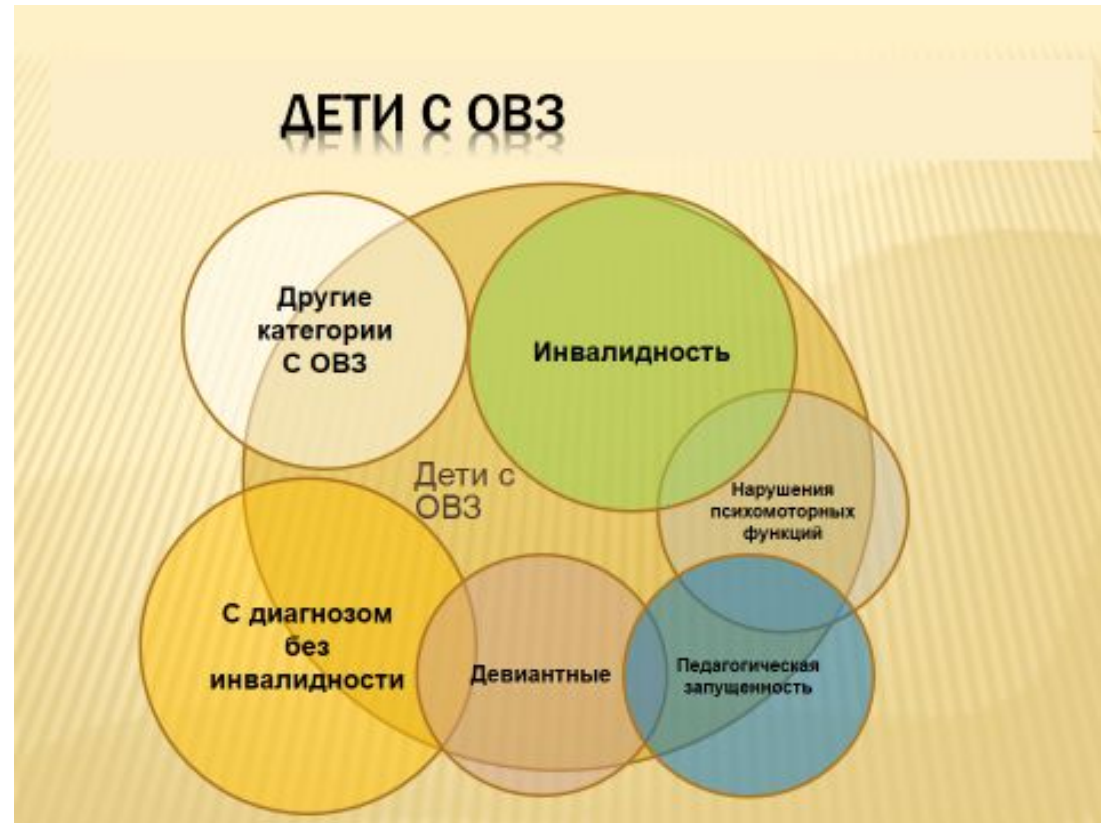 ДЕТИ С ОВЗ
Другие
категории
С ОВЗ
Инвалидность
Дети с
ОВЗ
Нарушения
психомоторных
функций
С диагнозом
без
инвалидности
Девиантные
Педагогическая
запущенность